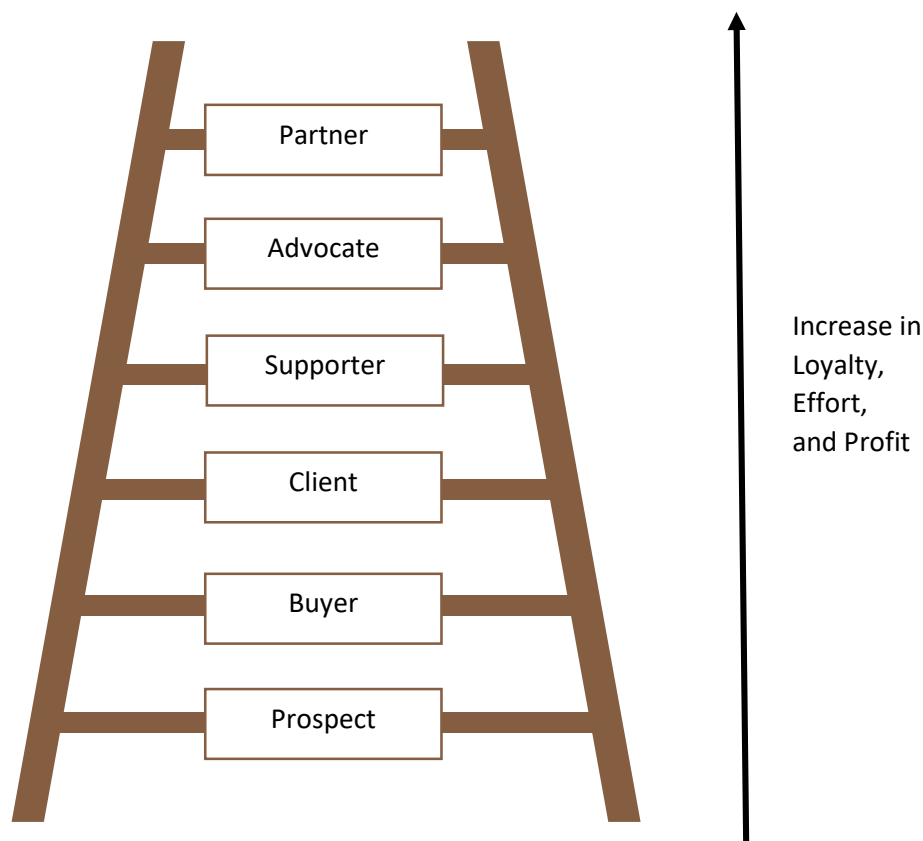 Partner
Advocate
Supporter
Client
Buyer
Prospect
Increase in
Loyalty,
Effort,
and Profit